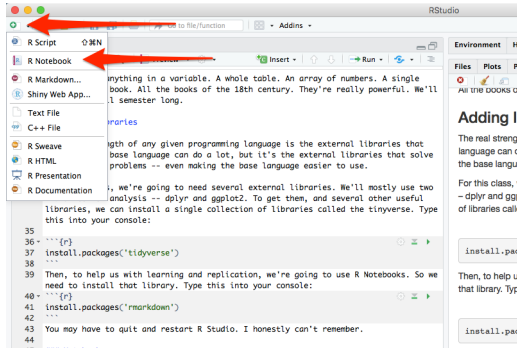 RStudio
Go to file/function
Addins
R Script ⇧⌘N
R Notebook
R Markdown...
Shiny Web App...
Text File
C++ File
R Sweave
R HTML
R Presentation
R Documentation
Insert
Run
anything in a variable. A whole table. An array of numbers. A single
book. All the books of the 18th century. They're really powerful. We'll
l semester long.
raries
gth of any given programming language is the external libraries that
base language can do a lot, but it's the external libraries that solve
problems -- even making the base language easier to use.
s, we're going to need several external libraries. We'll mostly use two
analysis -- dplyr and ggplot2. To get them, and several other useful
libraries, we can install a single collection of libraries called the tinyverse. Type
this into your console:
35
36 ```{r}
37 install.packages('tidyverse')
38 ```
39 Then, to help us with learning and replication, we're going to use R Notebooks. So we
need to install that library. Type this into your console:
40 ```{r}
41 install.packages('rmarkdown')
42 ```
43 You may have to quit and restart R Studio. I honestly can't remember.
44
Environment H
Files Plots P
All the books o
Adding l
The real streng
language can d
the base langu
For this class,
– dplyr and ggp
of libraries calle
install.pac
Then, to help u
that library. Typ
install.pac